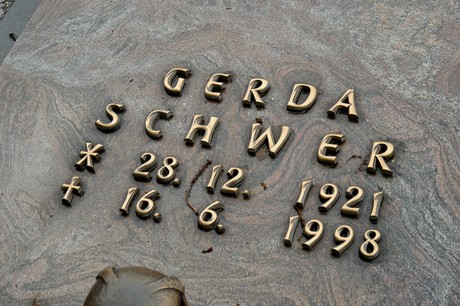 GERDA
SCHWER
* 28. 12. 1921
† 16. 6. 1998